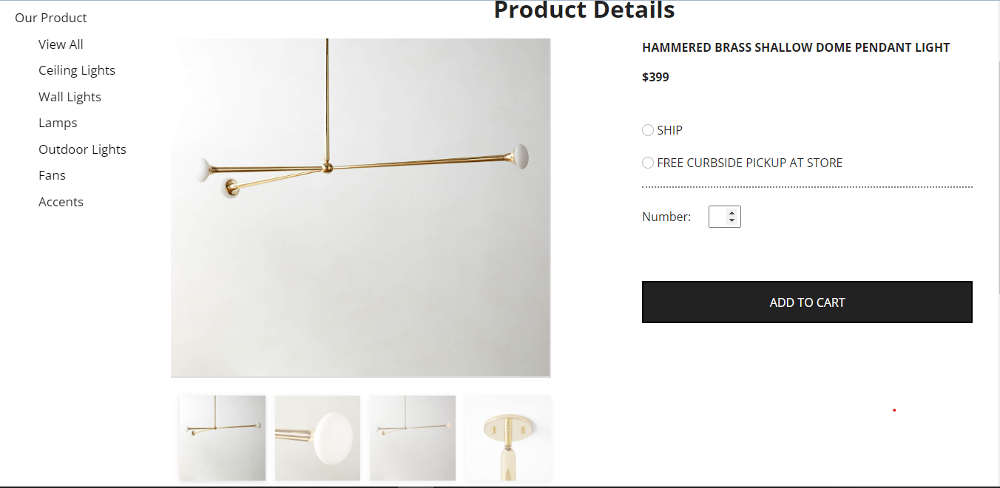 Product Details
Our Product
View All
Ceiling Lights
Wall Lights
Lamps
Outdoor Lights
Fans
Accents
HAMMERED BRASS SHALLOW DOME PENDANT LIGHT
$399
SHIP
FREE CURBSIDE PICKUP AT STORE
Number:
ADD TO CART